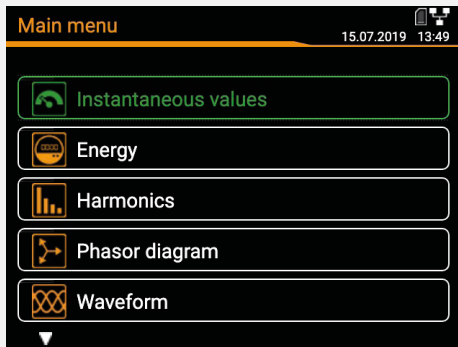 Main menu
15.07.2019 13:49
Instantaneous values
Energy
Harmonics
Phasor diagram
Waveform